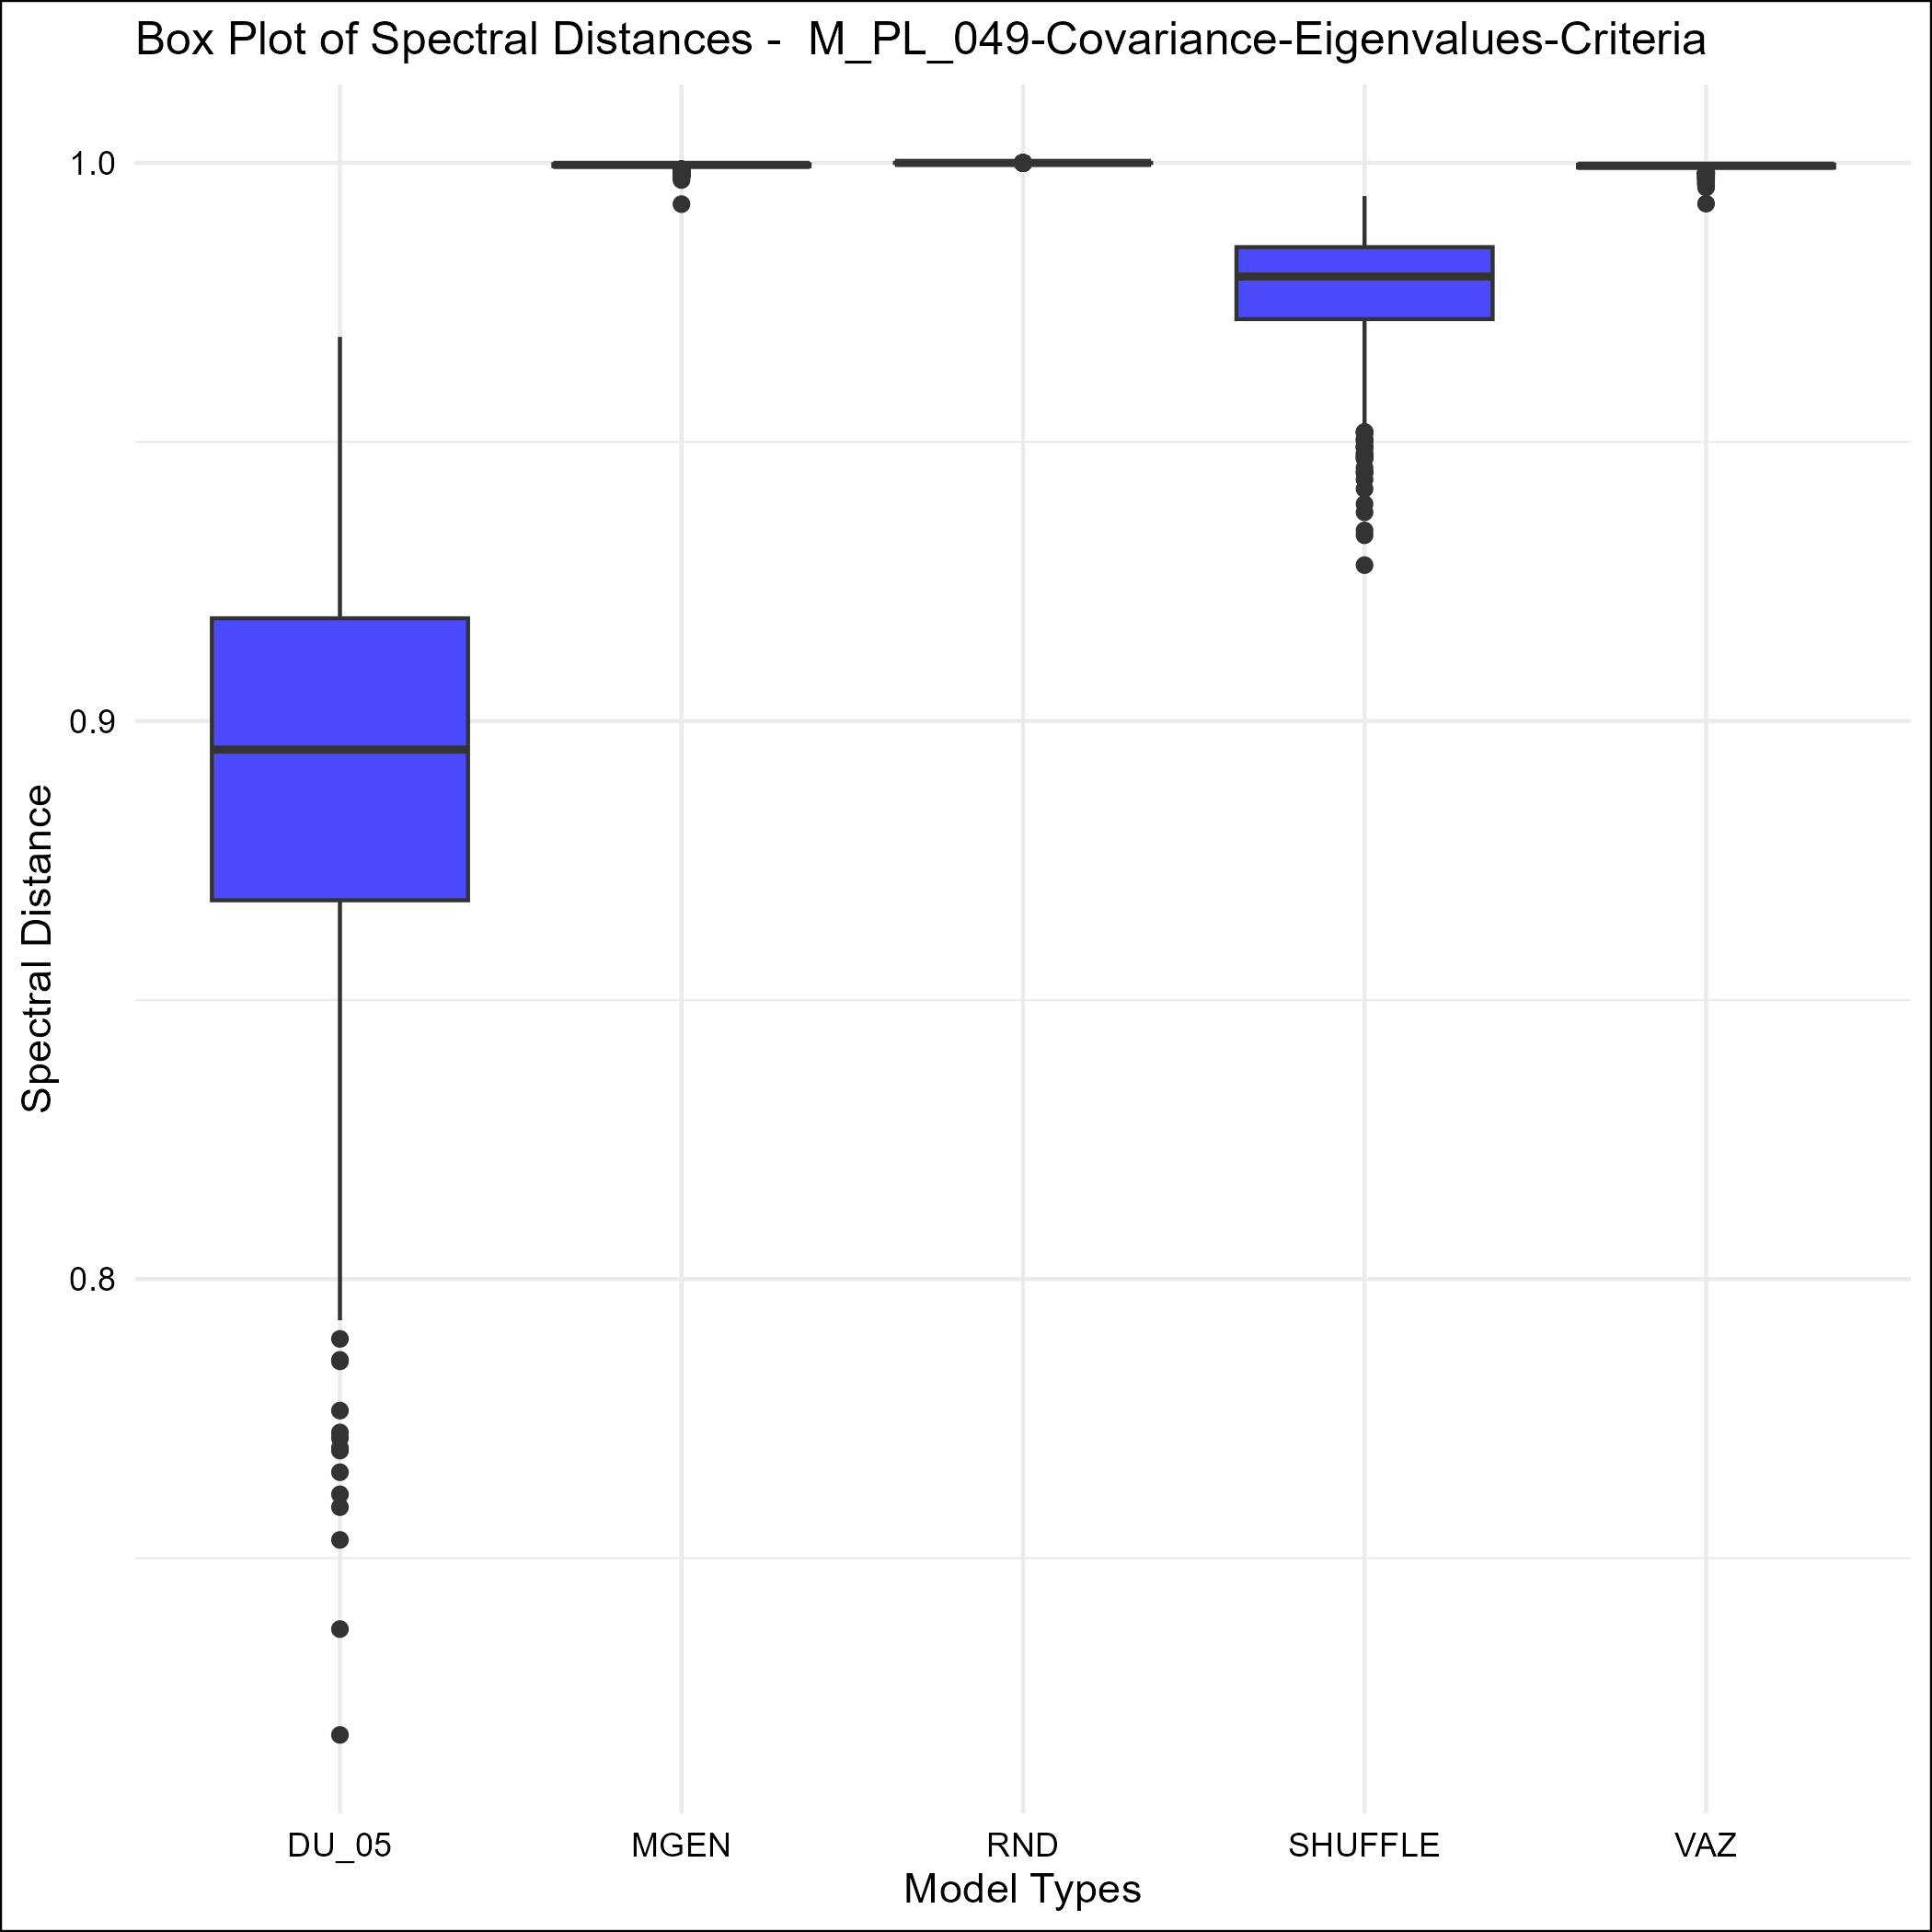 Box Plot of Spectral Distances -  M_PL_049-Covariance-Eigenvalues-Criteria
1.0
0.9
0.8
Spectral Distance
DU_05 MGEN RND SHUFFLE VAZ
Model Types